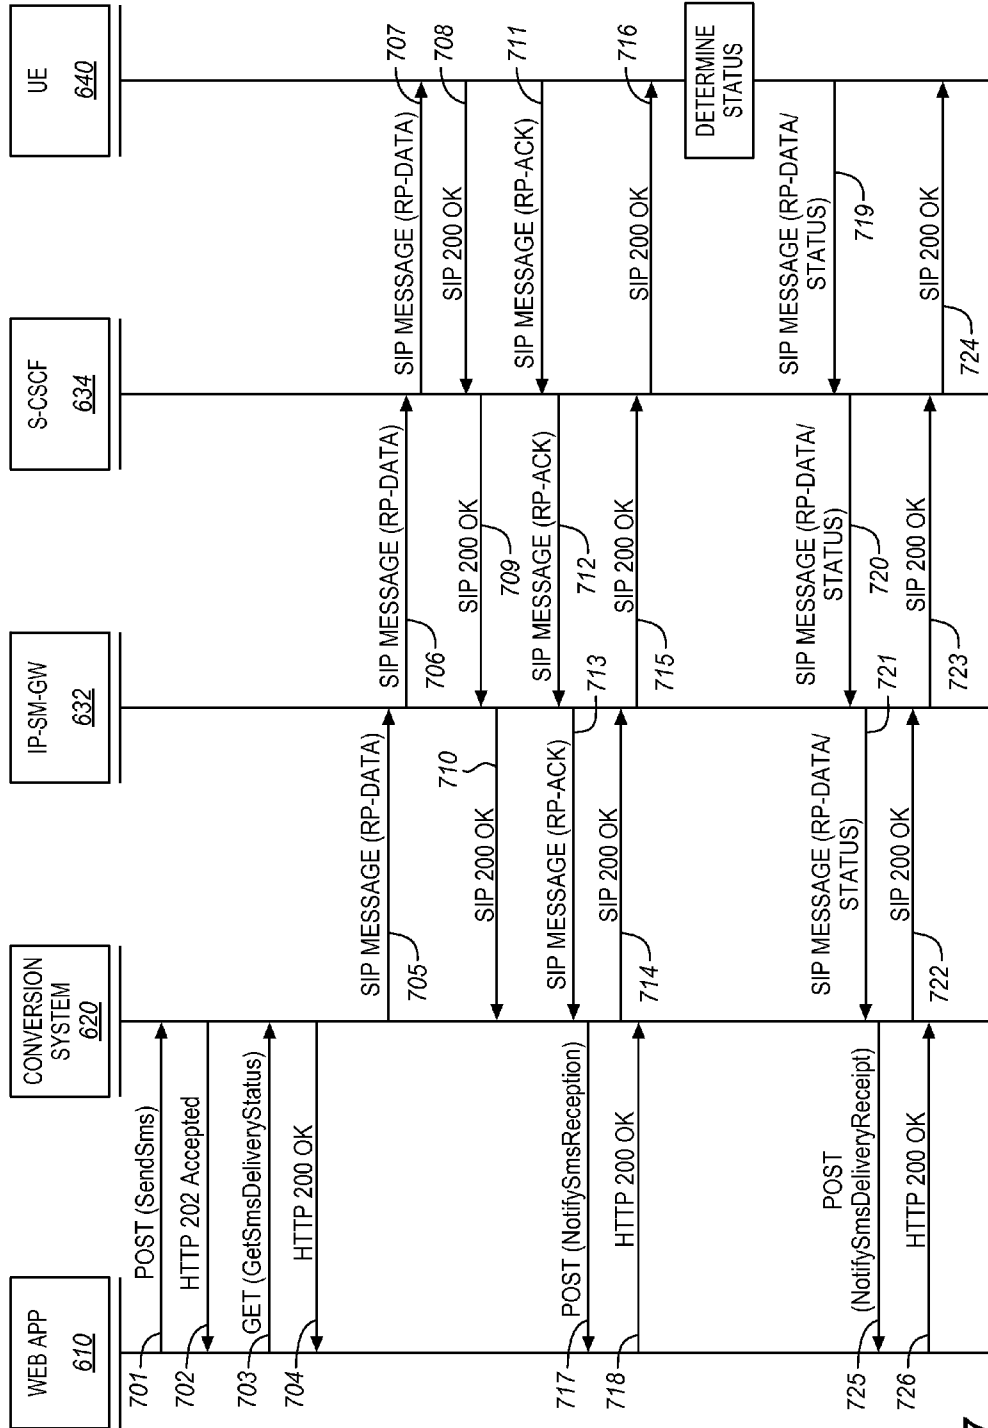 WEB APP
610
CONVERSION
SYSTEM
620
IP-SM-GW
632
S-CSCF
634
UE
640
POST (SendSms)
701
HTTP 202 Accepted
702
GET (GetSmsDeliveryStatus)
703
HTTP 200 OK
704
SIP MESSAGE (RP-DATA)
705
SIP MESSAGE (RP-DATA)
706
SIP MESSAGE (RP-DATA)
707
SIP 200 OK
708
SIP 200 OK
709
SIP 200 OK
710
SIP MESSAGE (RP-ACK)
711
SIP MESSAGE (RP-ACK)
712
SIP MESSAGE (RP-ACK)
713
SIP 200 OK
714
SIP 200 OK
715
SIP 200 OK
716
POST (NotifySmsReception)
717
HTTP 200 OK
718
DETERMINE
STATUS
SIP MESSAGE (RP-DATA/
STATUS)
719
SIP MESSAGE (RP-DATA/
STATUS)
720
SIP MESSAGE (RP-DATA/
STATUS)
721
SIP 200 OK
722
SIP 200 OK
723
SIP 200 OK
724
POST
(NotifySmsDeliveryReceipt)
725
HTTP 200 OK
726
7